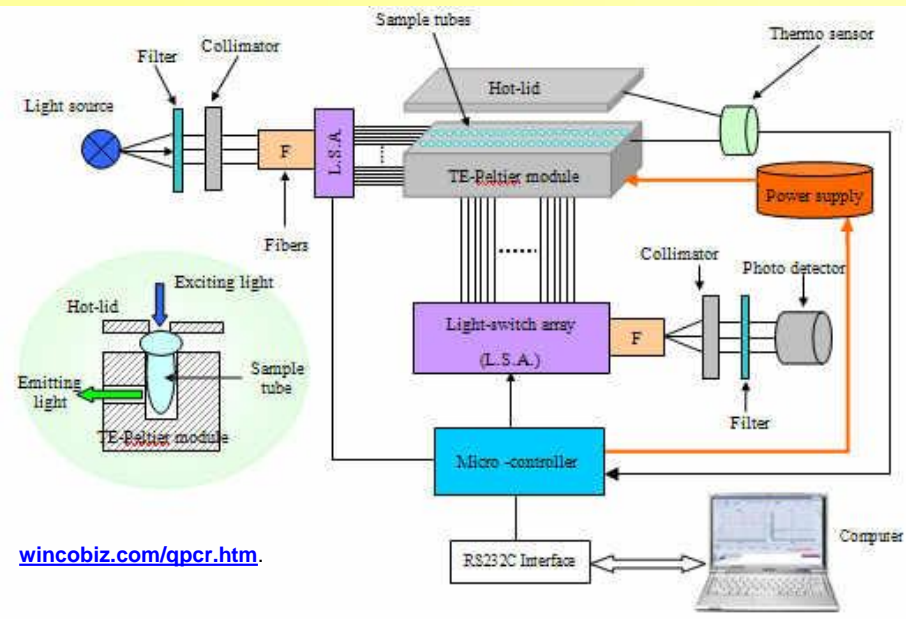 Sample tubes
Thermo sensor
Collimator
Filter
Hot-lid
Light source
F
L.S.A.
TE-Peltier module
Power supply
Fibers
Collimator
Photo detector
Exciting light
Hot-lid
Light-switch array
(L.S.A.)
F
Sample
tube
Emitting
light
Filter
TE-Peltier module
Micro -controller
Computer
wincobiz.com/qpcr.htm.
RS232C Interface